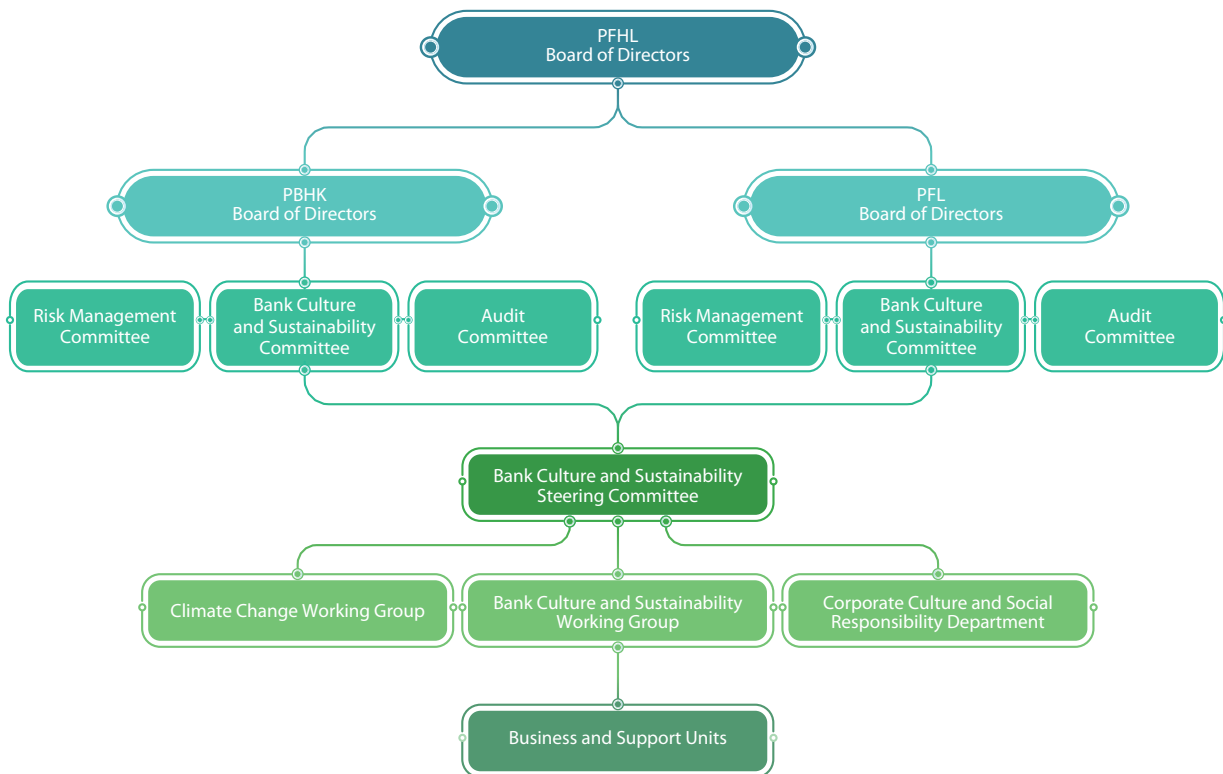 PFHL
Board of Directors
PBHK
Board of Directors
PFL
Board of Directors
Risk Management
Committee
Bank Culture
and Sustainability
Committee
Audit
Committee
Risk Management
Committee
Bank Culture
and Sustainability
Committee
Audit
Committee
Bank Culture and Sustainability
Steering Committee
Climate Change Working Group
Bank Culture and Sustainability
Working Group
Corporate Culture and Social
Responsibility Department
Business and Support Units